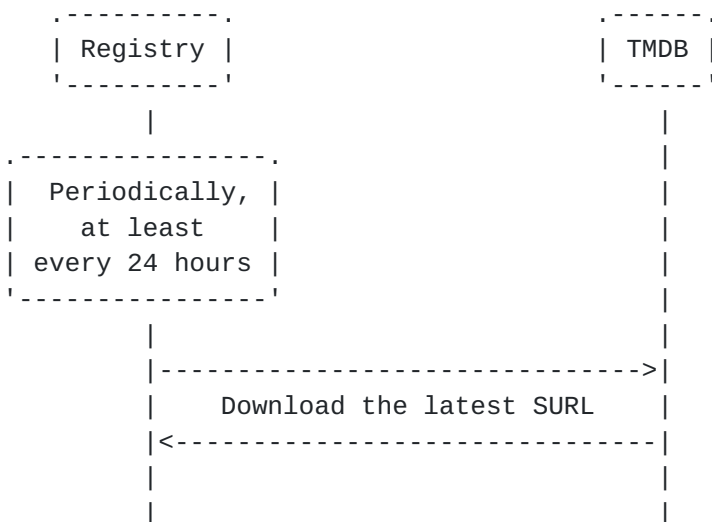 Registry TMDB
Periodically,
at least
every 24 hours
Download the latest SURL